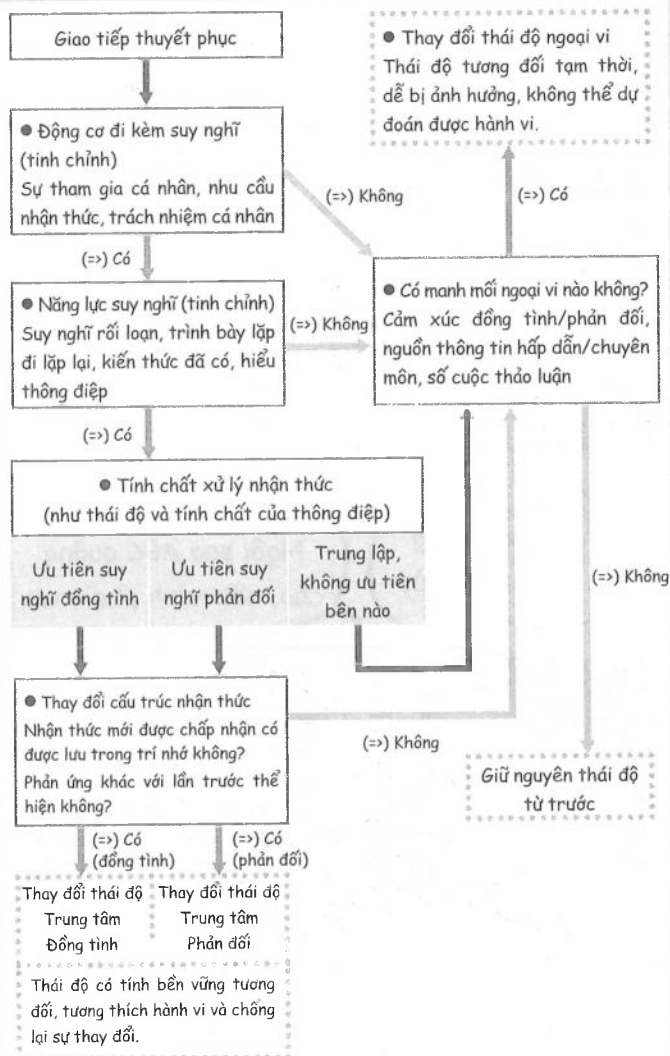 Giao tiếp thuyết phục
● Thay đổi thái độ ngoại vi
Thái độ tương đối tạm thời,
dễ bị ảnh hưởng, không thể dự
đoán được hành vi.
● Động cơ đi kèm suy nghĩ
(tinh chỉnh)
Sự tham gia cá nhân, nhu cầu
nhận thức, trách nhiệm cá nhân
(=>) Không
(=>) Có
(=>) Có
● Năng lực suy nghĩ (tinh chỉnh)
Suy nghĩ rối loạn, trình bày lặp
đi lặp lại, kiến thức đã có, hiểu
thông điệp
(=>) Không
● Có manh mối ngoại vi nào không?
Cảm xúc đồng tình/phản đối,
nguồn thông tin hấp dẫn/chuyên
môn, số cuộc thảo luận
(=>) Có
● Tính chất xử lý nhận thức
(như thái độ và tính chất của thông điệp)
Ưu tiên suy
nghĩ đồng tình
Ưu tiên suy
nghĩ phản đối
Trung lập,
không ưu tiên
bên nào
(=>) Không
● Thay đổi cấu trúc nhận thức
Nhận thức mới được chấp nhận có
được lưu trong trí nhớ không?
Phản ứng khác với lần trước thể
hiện không?
(=>) Không
Giữ nguyên thái độ
từ trước
(=>) Có
(đồng tình)
(=>) Có
(phản đối)
Thay đổi thái độ
Trung tâm
Đồng tình
Thay đổi thái độ
Trung tâm
Phản đối
Thái độ có tính bền vững tương
đối, tương thích hành vi và chống
lại sự thay đổi.